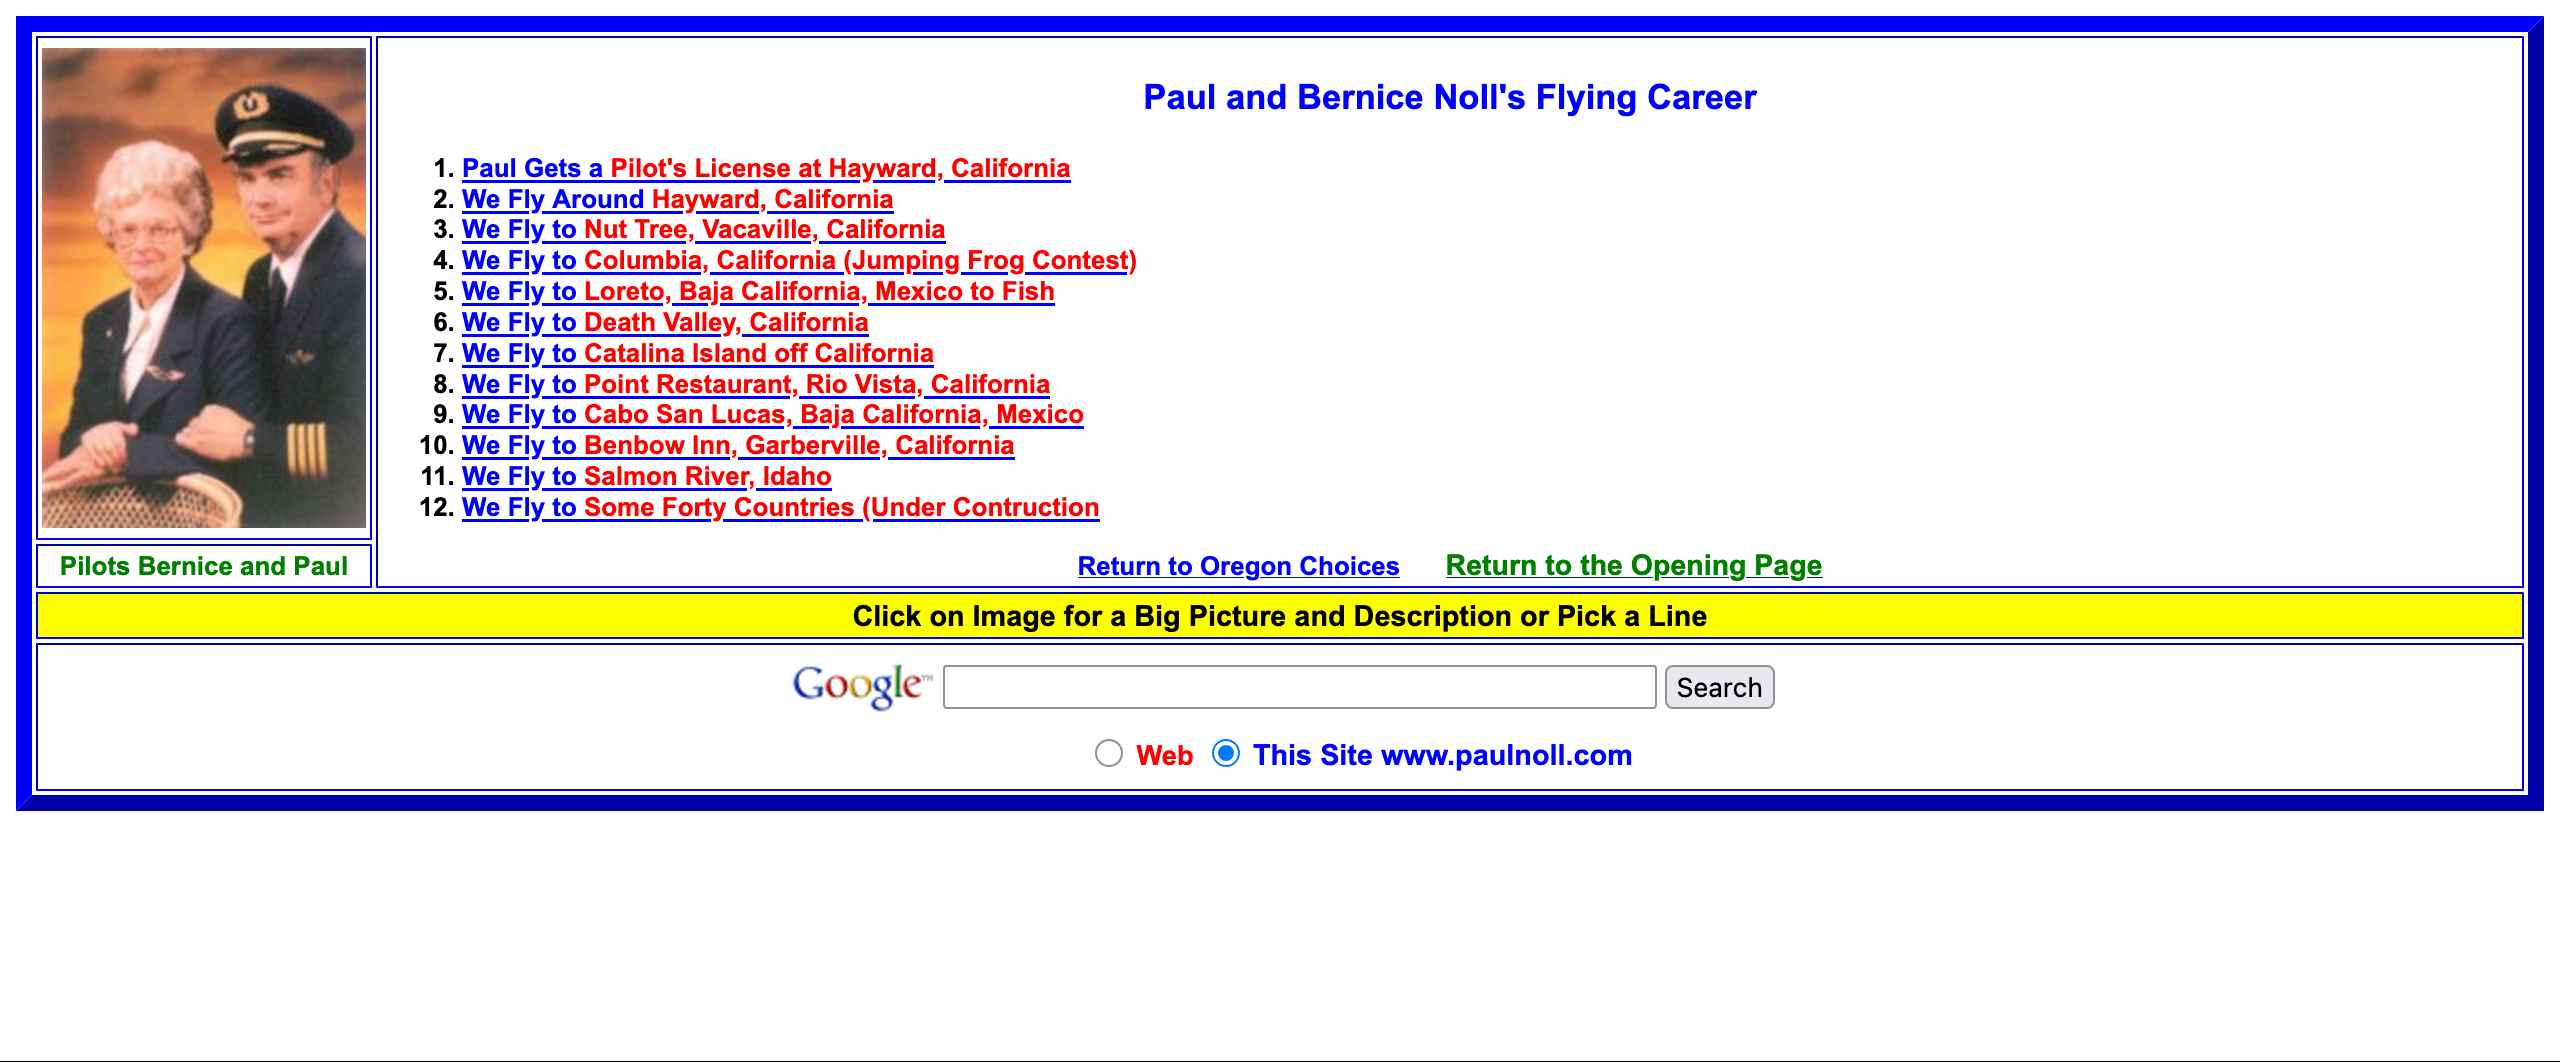 Paul and Bernice Noll's Flying Career
1. Paul Gets a Pilot's License at Hayward, California
2. We Fly Around Hayward, California
3. We Fly to Nut Tree, Vacaville, California
4. We Fly to Columbia, California (Jumping Frog Contest)
5. We Fly to Loreto, Baja California, Mexico to Fish
6. We Fly to Death Valley, California
7. We Fly to Catalina Island off California
8. We Fly to Point Restaurant, Rio Vista, California
9. We Fly to Cabo San Lucas, Baja California, Mexico
10. We Fly to Benbow Inn, Garberville, California
11. We Fly to Salmon River, Idaho
12. We Fly to Some Forty Countries (Under Contruction
Pilots Bernice and Paul
Return to Oregon Choices Return to the Opening Page
Click on Image for a Big Picture and Description or Pick a Line
Google™ Search
Web This Site www.paulnoll.com